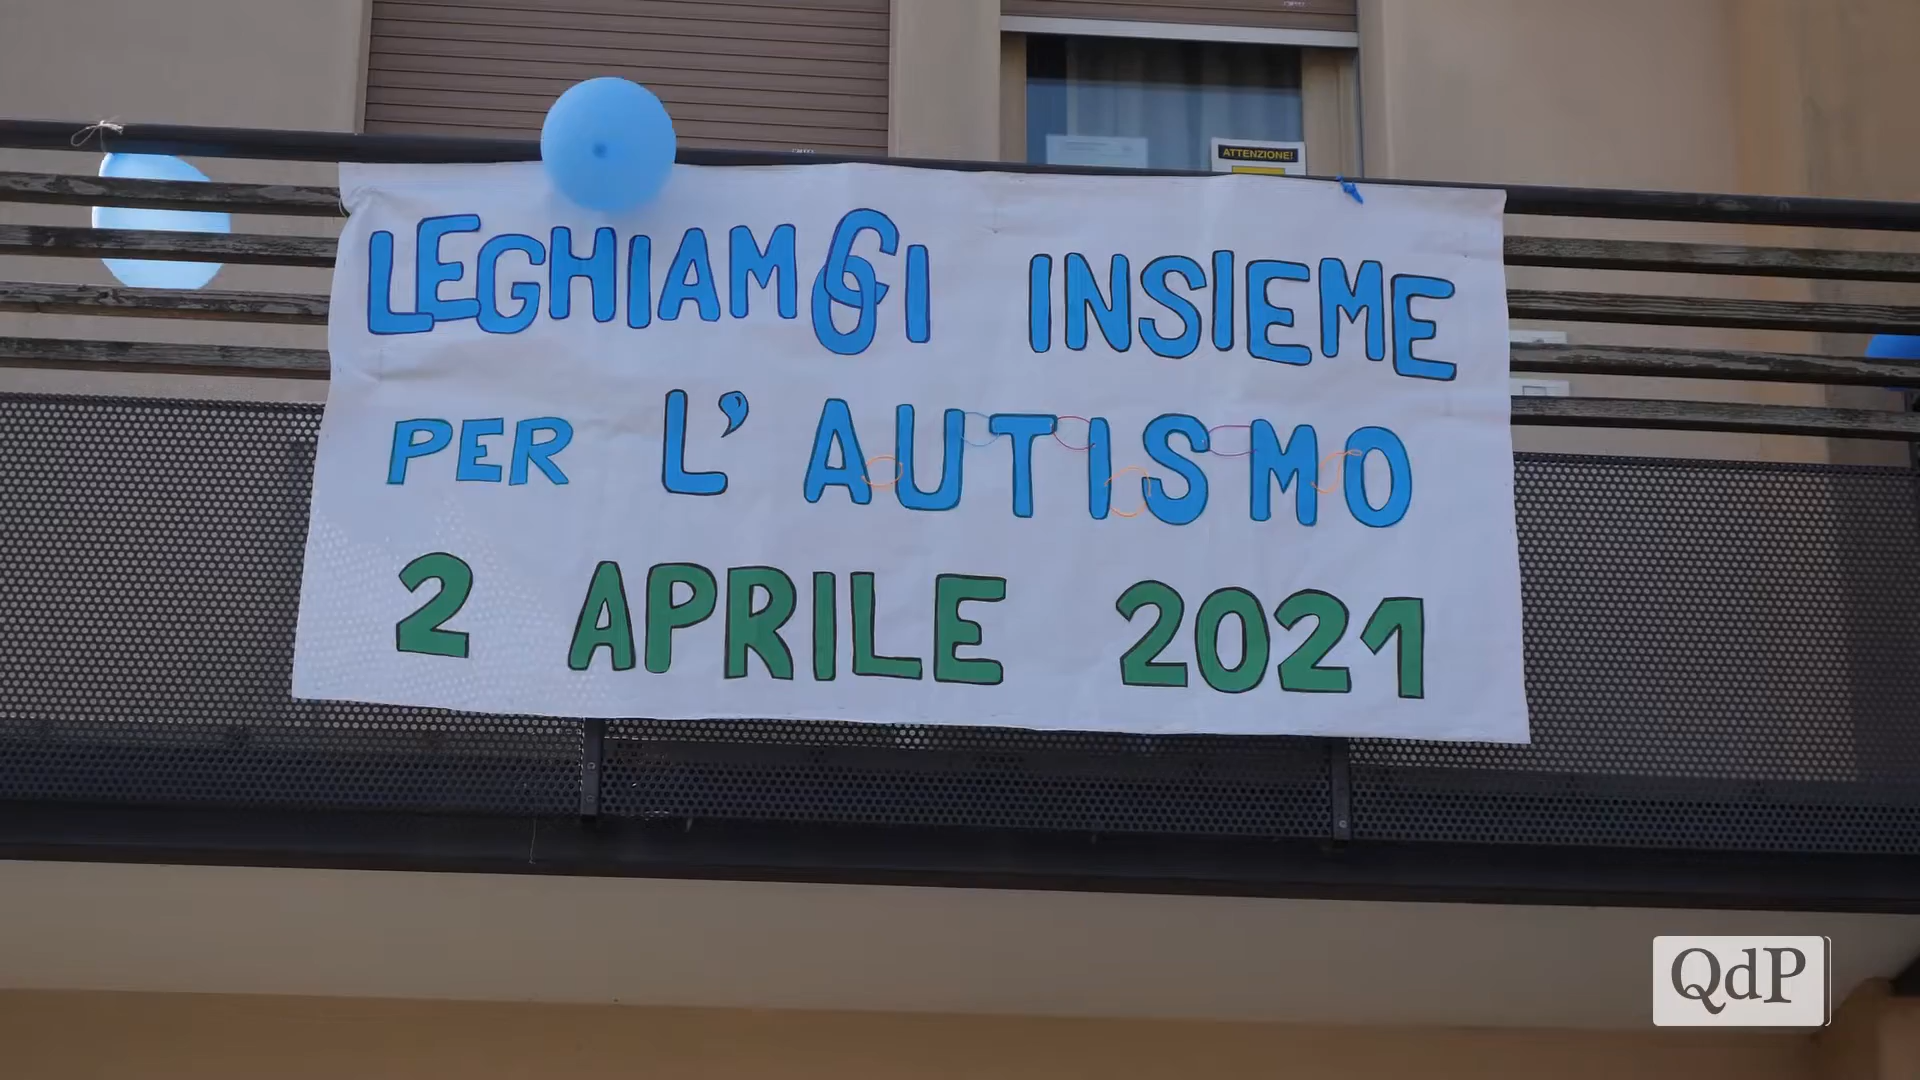 ATTENZIONE!
LEGHIAMOCI INSIEME
PER L'AUTISMO
2 APRILE 2021
QdP